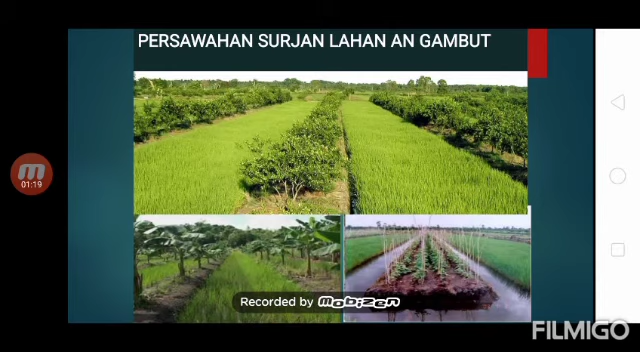 PERSAWAHAN SURJAN LAHAN AN GAMBUT
01:19
Recorded by mobizen
FILMIGO